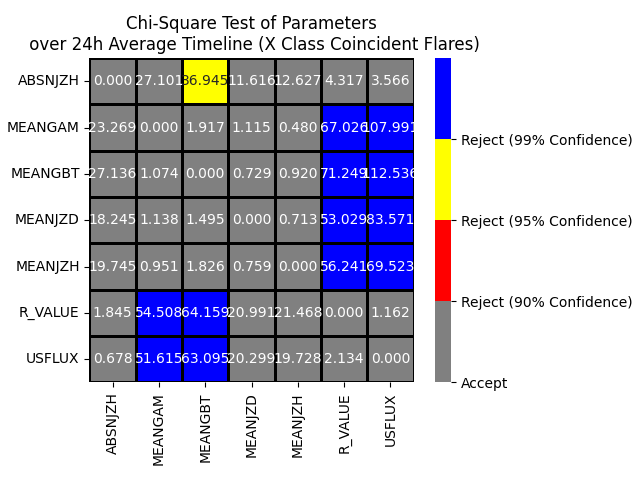 Chi-Square Test of Parameters
over 24h Average Timeline (X Class Coincident Flares)
ABSNJZH 0.000 27.101 36.945 11.616 12.627 4.317 3.566
MEANGAM 23.269 0.000 1.917 1.115 0.480 67.026 107.991
MEANGBT 27.136 1.074 0.000 0.729 0.920 71.249 112.536
MEANJZD 18.245 1.138 1.495 0.000 0.713 53.029 83.571
MEANJZH 19.745 0.951 1.826 0.759 0.000 56.241 69.523
R_VALUE 1.845 54.508 64.159 20.991 21.468 0.000 1.162
USFLUX 0.678 51.615 63.095 20.299 19.728 2.134 0.000
ABSNJZH
MEANGAM
MEANGBT
MEANJZD
MEANJZH
R_VALUE
USFLUX
Reject (99% Confidence)
Reject (95% Confidence)
Reject (90% Confidence)
Accept